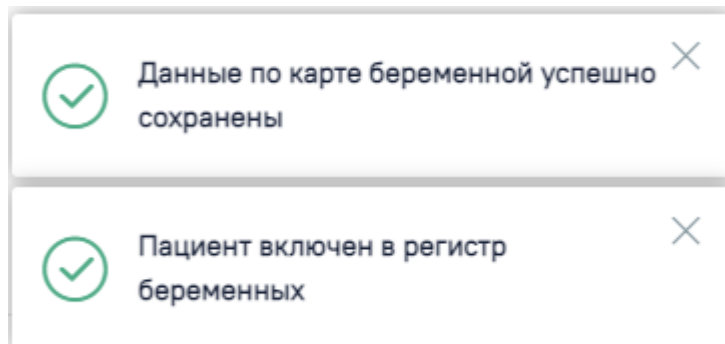 Данные по карте беременной успешно
сохранены
Пациент включен в регистр
беременных